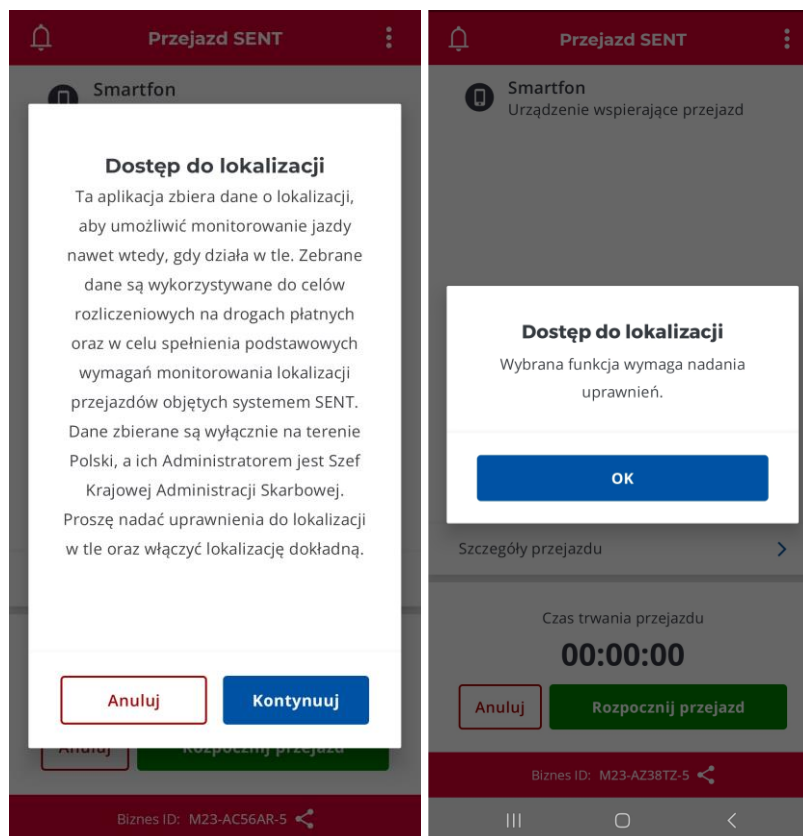 Przejazd SENT
Smartfon
Dostęp do lokalizacji
Ta aplikacja zbiera dane o lokalizacji,
aby umożliwić monitorowanie jazdy
nawet wtedy, gdy działa w tle. Zebrane
dane są wykorzystywane do celów
rozliczeniowych na drogach płatnych
oraz w celu spełnienia podstawowych
wymagań monitorowania lokalizacji
przejazdów objętych systemem SENT.
Dane zbierane są wyłącznie na terenie
Polski, a ich Administratorem jest Szef
Krajowej Administracji Skarbowej.
Proszę nadać uprawnienia do lokalizacji
w tle oraz włączyć lokalizację dokładną.
Anuluj Kontynuuj
Anuluj Rozpocznij przejazd
Biznes ID: M23-AC56AR-5
Przejazd SENT
Smartfon
Urządzenie wspierające przejazd
Dostęp do lokalizacji
Wybrana funkcja wymaga nadania
uprawnień.
OK
Szczegóły przejazdu
Czas trwania przejazdu
00:00:00
Anuluj Rozpocznij przejazd
Biznes ID: M23-AZ38TZ-5